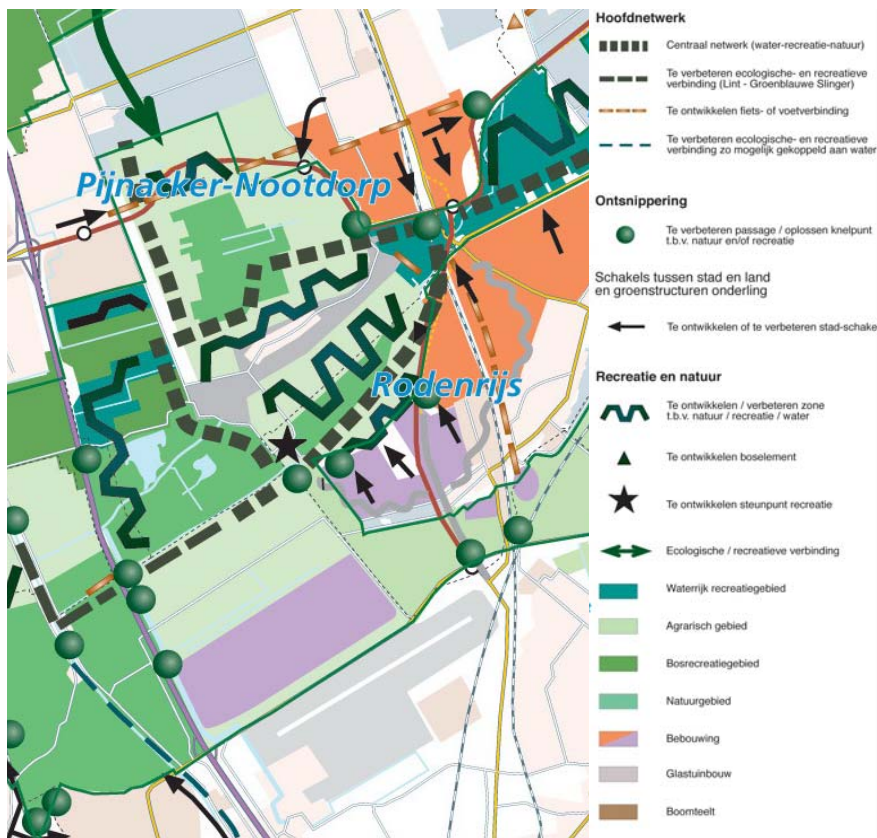 Pijnacker-Nootdorp
Rodenrijs
Hoofdnetwerk
Centraal netwerk (water-recreatie-natuur)
Te verbeteren ecologische- en recreatieve
verbinding (Lint - Groenblauwe Slinger)
Te ontwikkelen fiets- of voetverbinding
Te verbeteren ecologische- en recreatieve
verbinding zo mogelijk gekoppeld aan water
Ontsnippering
Te verbeteren passage / oplossen knelpunt
t.b.v. natuur en/of recreatie
Schakels tussen stad en land
en groenstructuren onderling
Te ontwikkelen of te verbeteren stad-schake
Recreatie en natuur
Te ontwikkelen / verbeteren zone
t.b.v. natuur / recreatie / water
Te ontwikkelen boselement
Te ontwikkelen steunpunt recreatie
Ecologische / recreatieve verbinding
Waterrijk recreatiegebied
Agrarisch gebied
Bosrecreatiegebied
Natuurgebied
Bebouwing
Glastuinbouw
Boomteelt